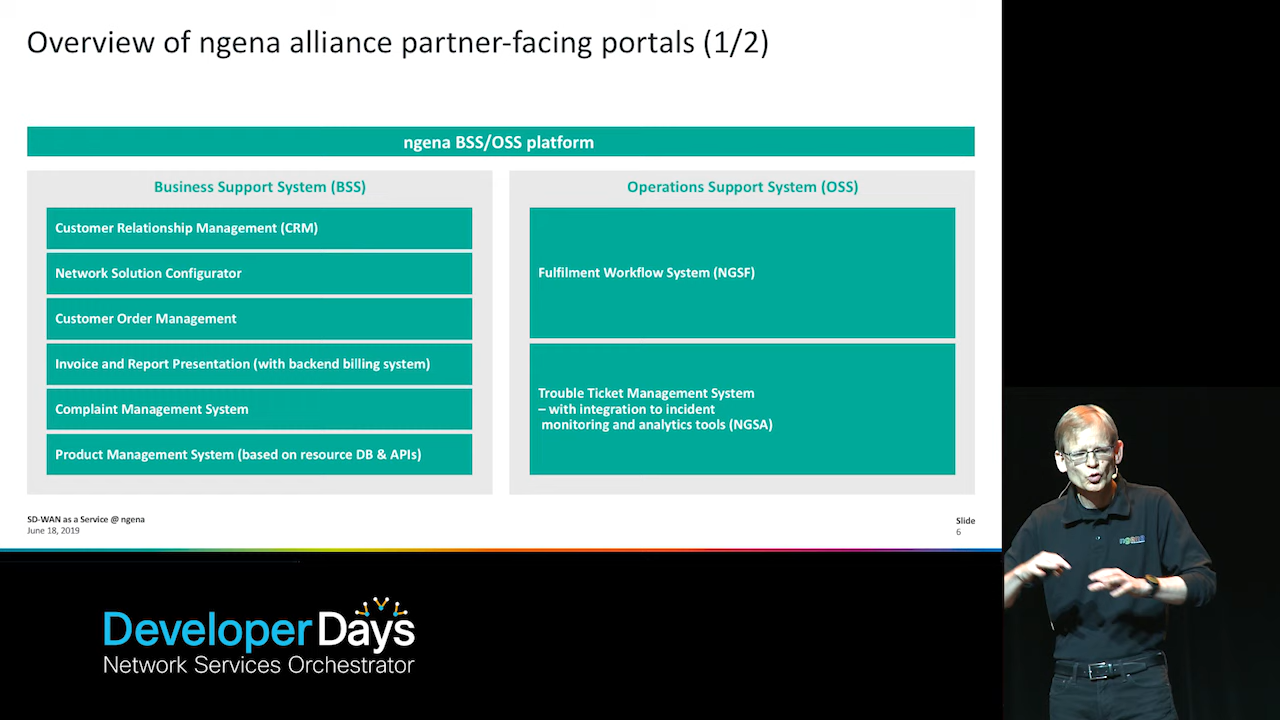 Overview of ngena alliance partner-facing portals (1/2)
ngena BSS/OSS platform
Business Support System (BSS)
Customer Relationship Management (CRM)
Network Solution Configurator
Customer Order Management
Invoice and Report Presentation (with backend billing system)
Complaint Management System
Product Management System (based on resource DB & APIs)
Operations Support System (OSS)
Fulfilment Workflow System (NGSF)
Trouble Ticket Management System
– with integration to incident
monitoring and analytics tools (NGSA)
SD-WAN as a Service @ ngena
June 18, 2019
Slide
6
ngena
DeveloperDays
Network Services Orchestrator